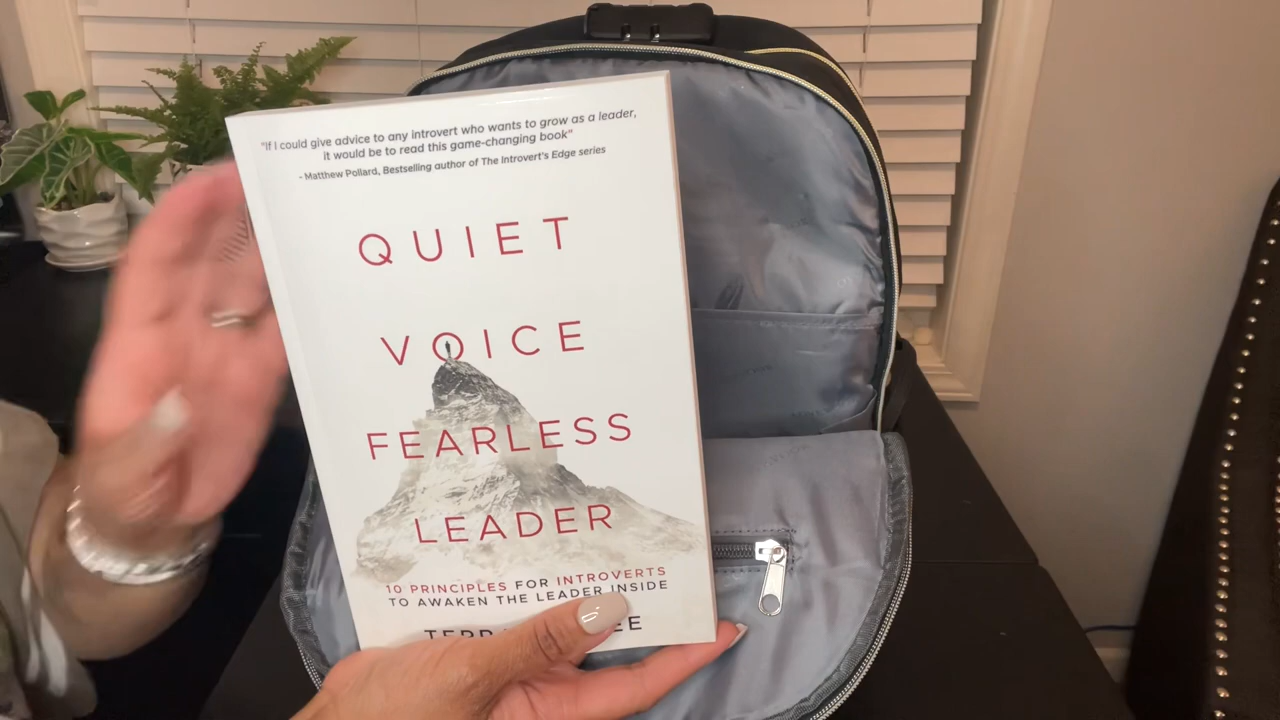 "If I could give advice to any introvert who wants to grow as a leader,
it would be to read this game-changing book"
- Matthew Pollard, Bestselling author of The Introvert's Edge series
QUIET
VOICE
FEARLESS
LEADER
10 PRINCIPLES FOR INTROVERTS
TO AWAKEN THE LEADER INSIDE